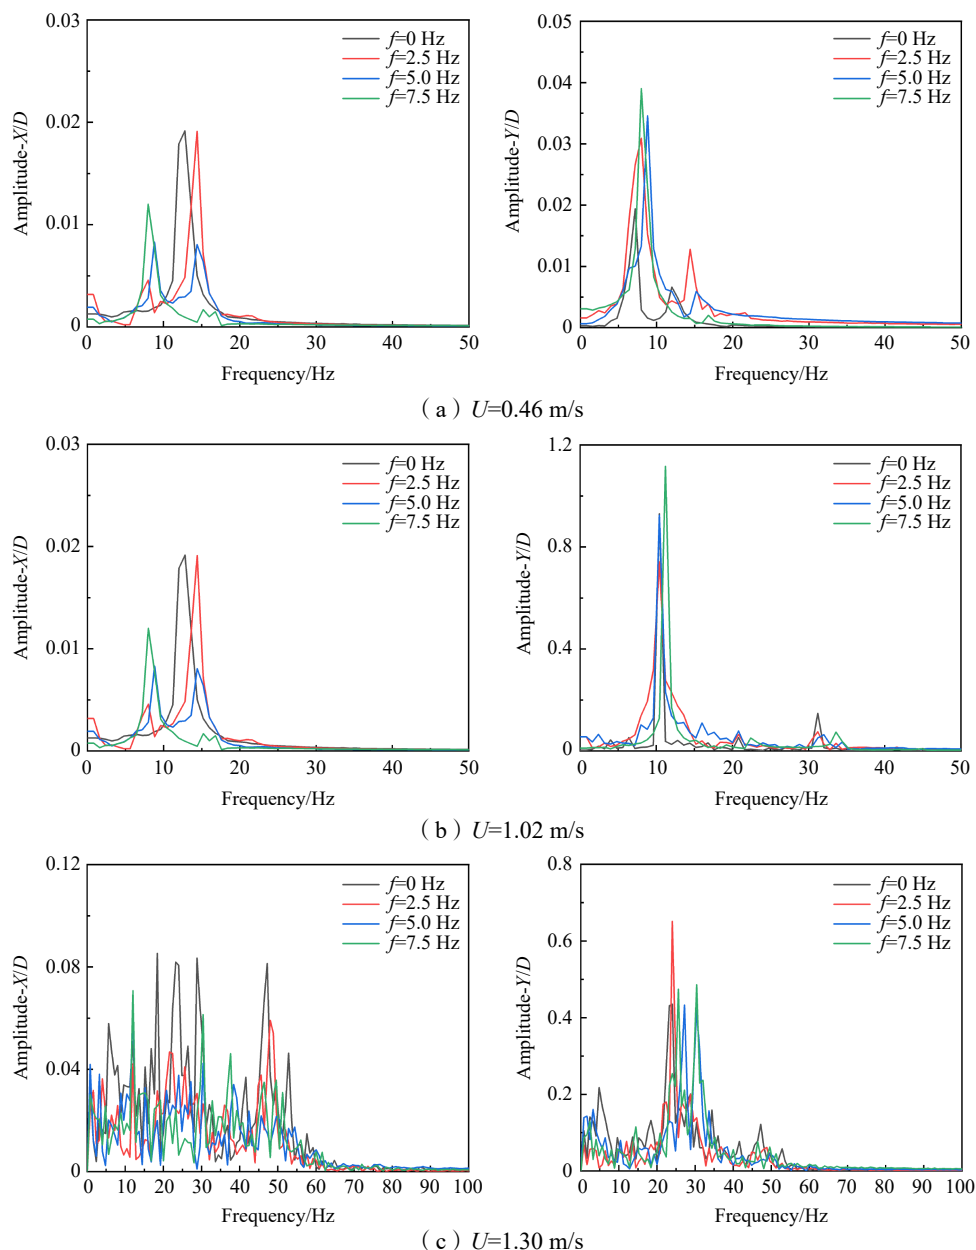 0.03
0.02
0.01
0
Amplitude-X/D
f=0 Hz
f=2.5 Hz
f=5.0 Hz
f=7.5 Hz
0 10 20 30 40 50
Frequency/Hz
0.05
0.04
0.03
0.02
0.01
0
Amplitude-Y/D
f=0 Hz
f=2.5 Hz
f=5.0 Hz
f=7.5 Hz
0 10 20 30 40 50
Frequency/Hz
（a）U=0.46 m/s
0.03
0.02
0.01
0
Amplitude-X/D
f=0 Hz
f=2.5 Hz
f=5.0 Hz
f=7.5 Hz
0 10 20 30 40 50
Frequency/Hz
1.2
0.8
0.4
0
Amplitude-Y/D
f=0 Hz
f=2.5 Hz
f=5.0 Hz
f=7.5 Hz
0 10 20 30 40 50
Frequency/Hz
（b）U=1.02 m/s
0.12
0.08
0.04
0
Amplitude-X/D
f=0 Hz
f=2.5 Hz
f=5.0 Hz
f=7.5 Hz
0 10 20 30 40 50 60 70 80 90 100
Frequency/Hz
0.8
0.6
0.4
0.2
0
Amplitude-Y/D
f=0 Hz
f=2.5 Hz
f=5.0 Hz
f=7.5 Hz
0 10 20 30 40 50 60 70 80 90 100
Frequency/Hz
（c）U=1.30 m/s